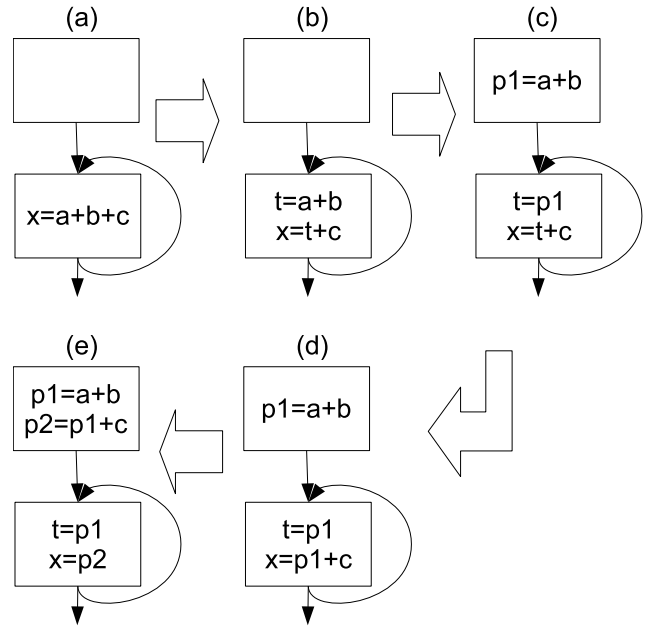 (a)
(b)
(c)
p1=a+b
x=a+b+c
t=a+b
x=t+c
t=p1
x=t+c
(e)
(d)
p1=a+b
p2=p1+c
p1=a+b
t=p1
x=p2
t=p1
x=p1+c